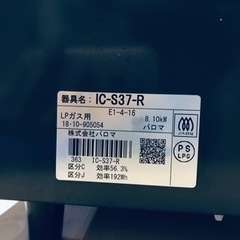 器具名: IC-S37-R
E1-4-16
LPガス用 8.10kW
18·10-905054 パロマ
株式会社パロマ
363 IC-S37-R
区分C 効率56.3%
区分J 効率192Wh
PS
LPG